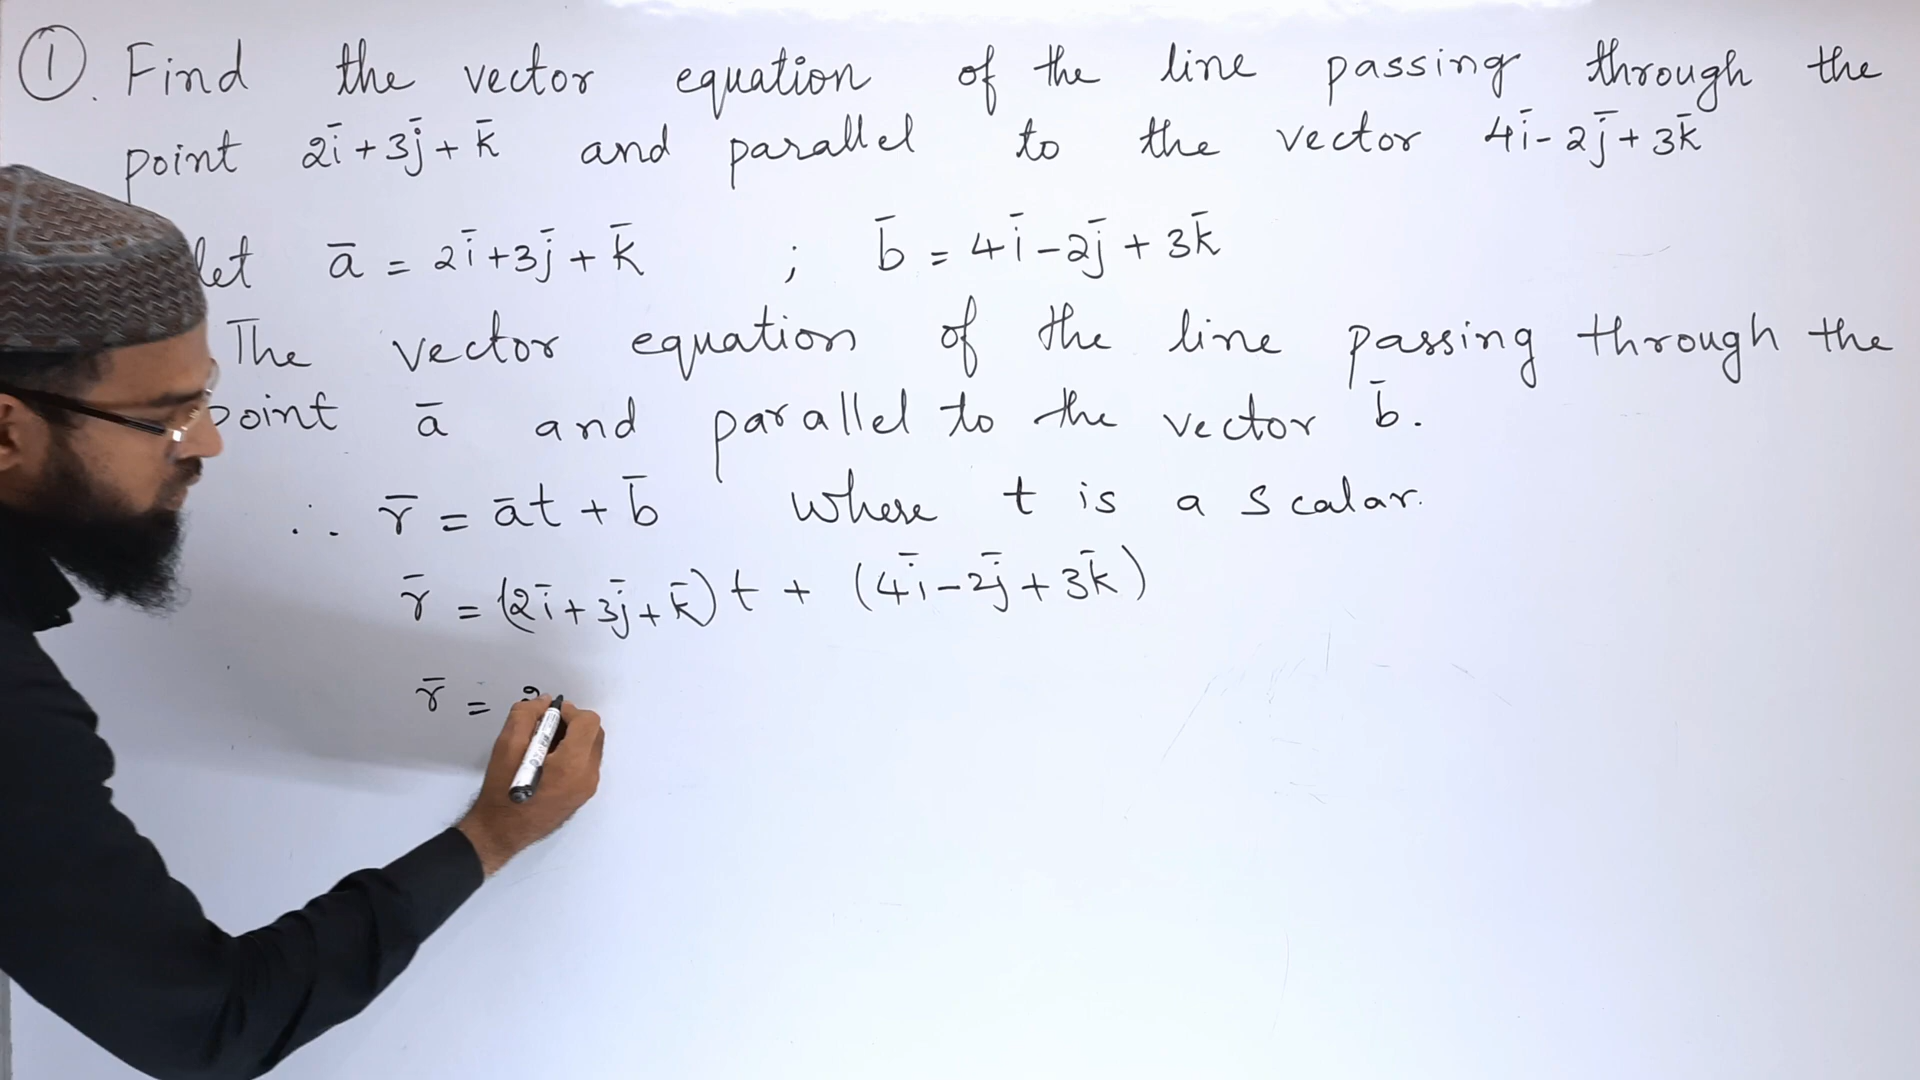 ① . Find the vector equation of the line passing through the
point 2ī + 3j̄ + k̄ and parallel to the vector 4ī - 2j̄ + 3k̄
let ā = 2ī + 3j̄ + k̄ ; b̄ = 4ī - 2j̄ + 3k̄
The vector equation of the line passing through the
point ā and parallel to the vector b̄.
∴ r̄ = āt + b̄ where t is a scalar.
r̄ = (2ī + 3j̄ + k̄) t + (4ī - 2j̄ + 3k̄)
r̄ = 2